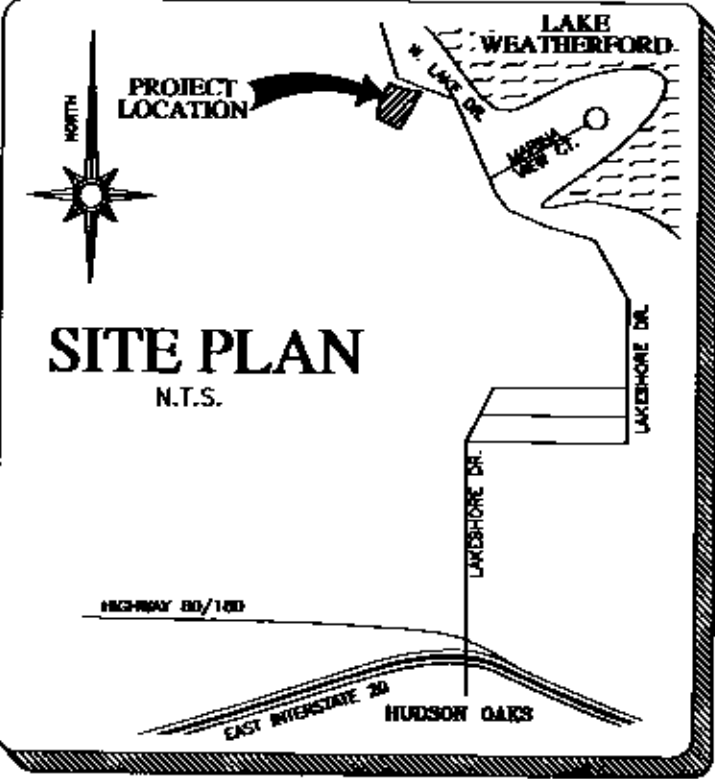 LAKE
WEATHERFORD
W. LAKE DR.
PROJECT
LOCATION
NORTH
MARINA
VIEW CT.
SITE PLAN
N.T.S.
LAKESHORE DR.
LAKESHORE DR.
HIGHWAY 80/180
EAST INTERSTATE 20
HUDSON OAKS